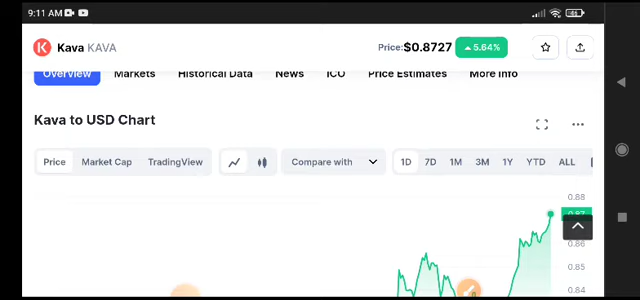 9:11 AM
Kava KAVA Price: $0.8727 5.64%
Overview Markets Historical Data News ICO Price Estimates More Info
Kava to USD Chart
Price Market Cap TradingView Compare with 1D 7D 1M 3M 1Y YTD ALL
0.88
0.87
0.86
0.85
0.84